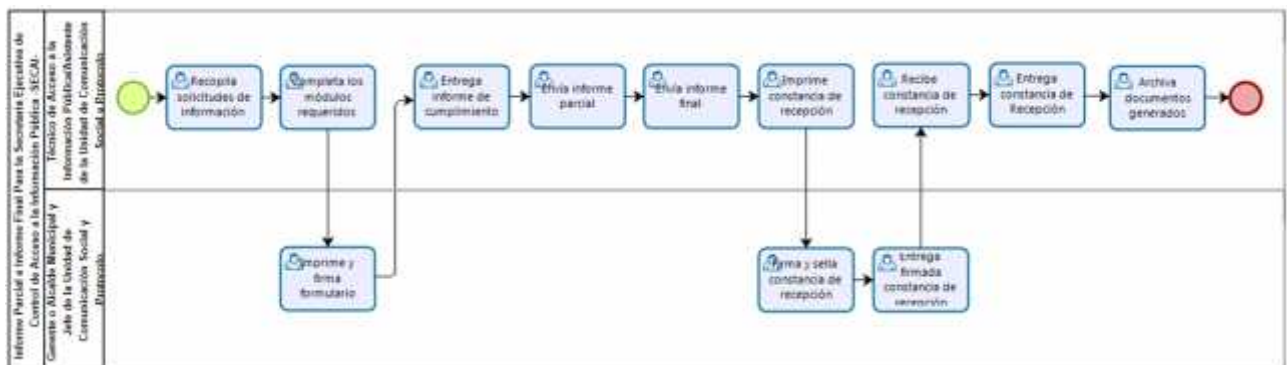 Informe Parcial e Informe Final Para la Secretaría Ejecutiva de
Control de Acceso a la Información Pública -SECAI-
Técnico de Acceso a la
Información Pública/Asistente
de la Unidad de Comunicación
Social y Protocolo
Gerente o Alcalde Municipal y
Jefe de la Unidad de
Comunicación Social y
Protocolo
Recopila
solicitudes de
información
Completa los
módulos
requeridos
Entrega
informe de
cumplimiento
Envía informe
parcial
Envía informe
final
Imprime
constancia de
recepción
Recibe
constancia de
recepción
Entrega
constancia de
Recepción
Archiva
documentos
generados
Imprime y
firma
formulario
Firma y sella
constancia de
recepción
Entrega
firmada
constancia de
recepción